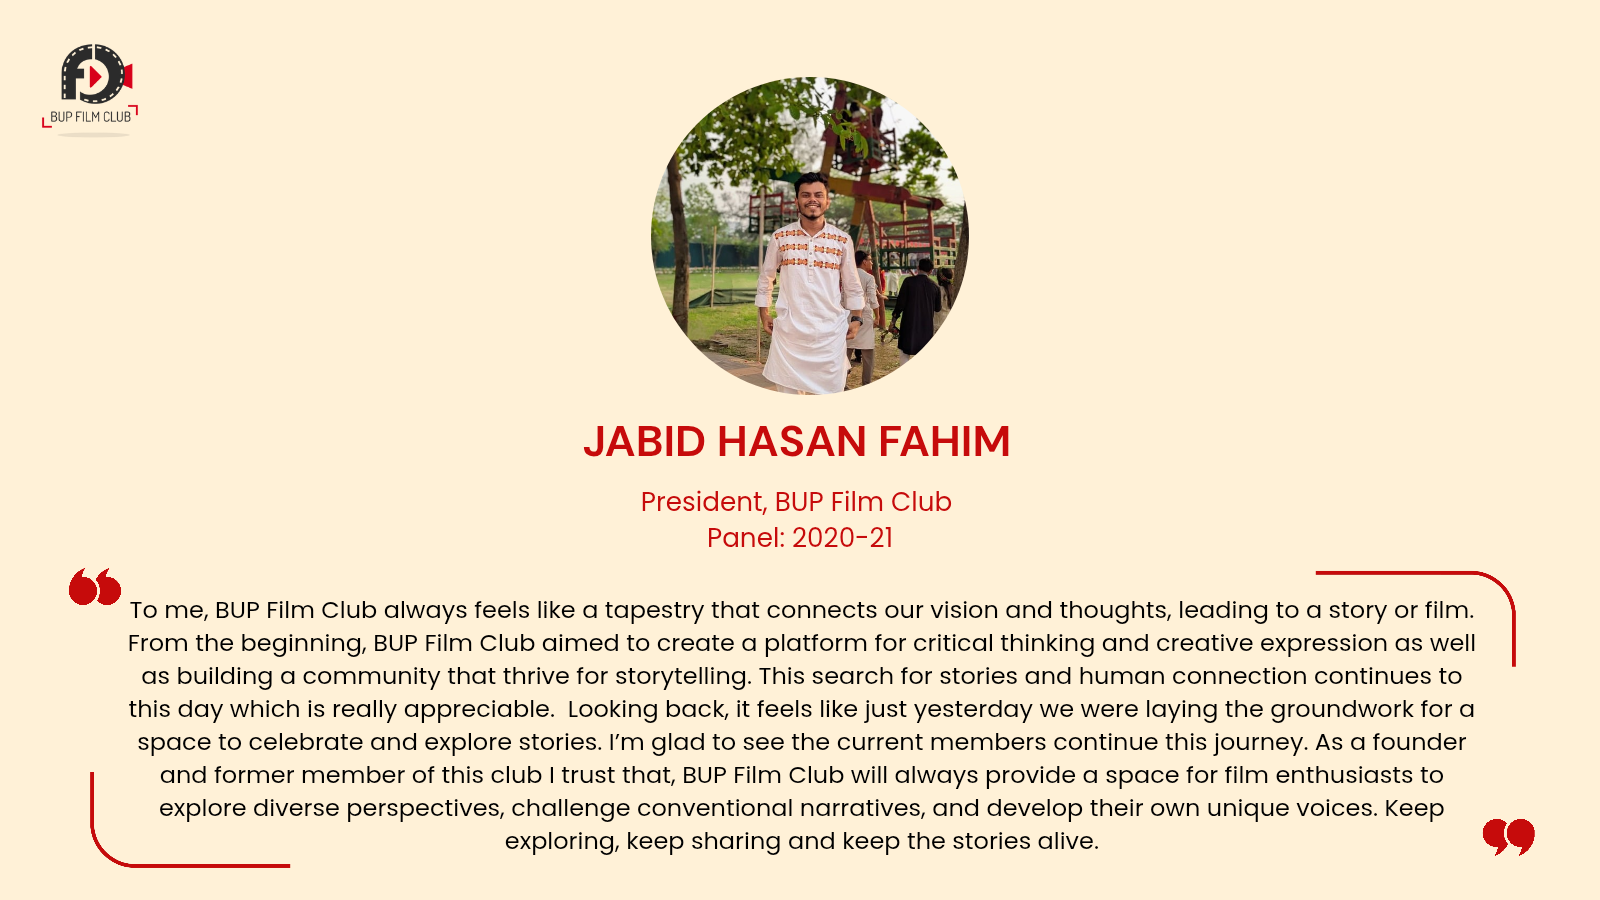 BUP FILM CLUB
JABID HASAN FAHIM
President, BUP Film Club
Panel: 2020-21
To me, BUP Film Club always feels like a tapestry that connects our vision and thoughts, leading to a story or film.
From the beginning, BUP Film Club aimed to create a platform for critical thinking and creative expression as well
as building a community that thrive for storytelling. This search for stories and human connection continues to
this day which is really appreciable.  Looking back, it feels like just yesterday we were laying the groundwork for a
space to celebrate and explore stories. I’m glad to see the current members continue this journey. As a founder
and former member of this club I trust that, BUP Film Club will always provide a space for film enthusiasts to
explore diverse perspectives, challenge conventional narratives, and develop their own unique voices. Keep
exploring, keep sharing and keep the stories alive.